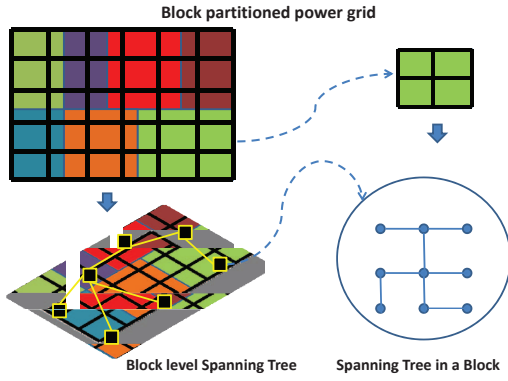 Block partitioned power grid
Block level Spanning Tree
Spanning Tree in a Block